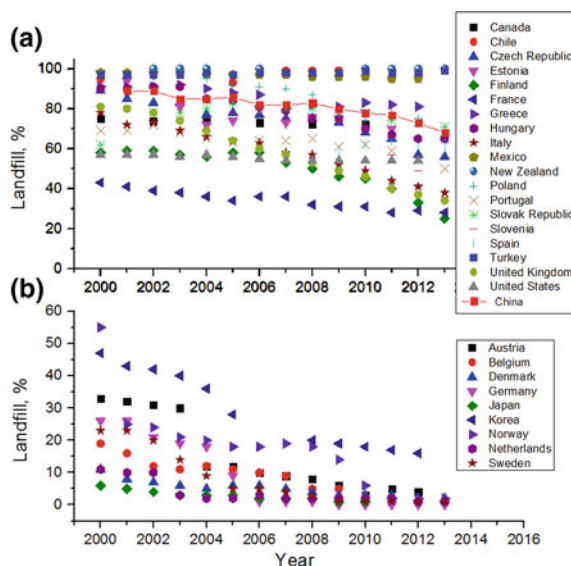 (a)
120
100
80
60
40
20
0
Landfill, %
2000 2002 2004 2006 2008 2010 2012
Canada
Chile
Czech Republic
Estonia
Finland
France
Greece
Hungary
Italy
Mexico
New Zealand
Poland
Portugal
Slovak Republic
Slovenia
Spain
Turkey
United Kingdom
United States
China
(b)
60
50
40
30
20
10
0
Landfill, %
2000 2002 2004 2006 2008 2010 2012 2014 2016
Year
Austria
Belgium
Denmark
Germany
Japan
Korea
Norway
Netherlands
Sweden